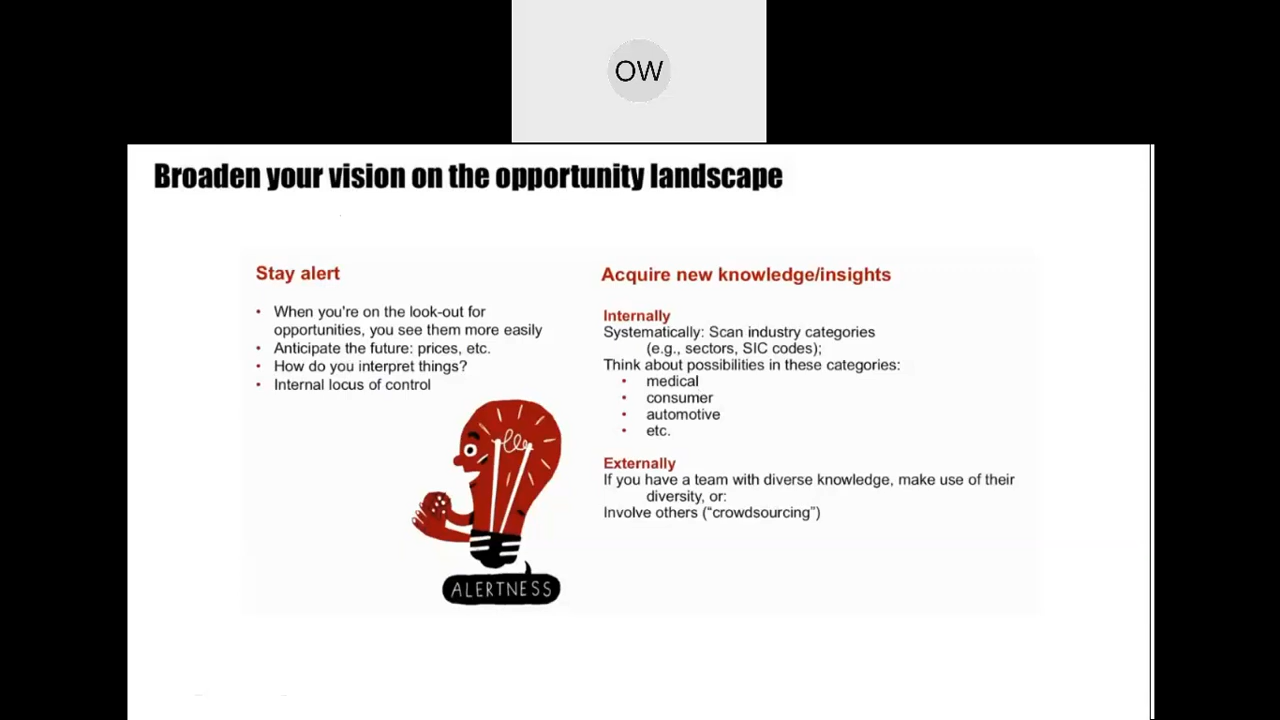 OW
Broaden your vision on the opportunity landscape
Stay alert
• When you're on the look-out for
opportunities, you see them more easily
• Anticipate the future: prices, etc.
• How do you interpret things?
• Internal locus of control
ALERTNESS
Acquire new knowledge/insights
Internally
Systematically: Scan industry categories
(e.g., sectors, SIC codes);
Think about possibilities in these categories:
• medical
• consumer
• automotive
• etc.
Externally
If you have a team with diverse knowledge, make use of their
diversity, or:
Involve others (“crowdsourcing”)